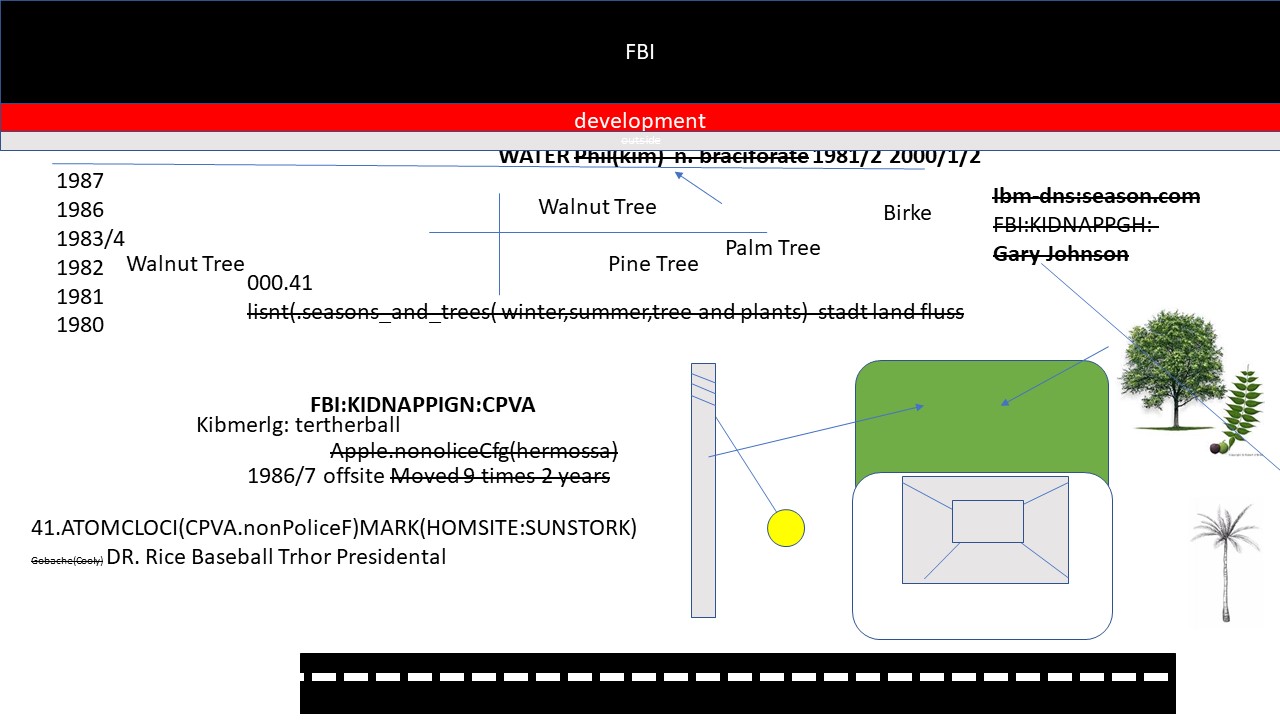 FBI
development
outside
WATER Phil(kim) n. braciforate 1981/2 2000/1/2
1987
1986
1983/4
1982
1981
1980
Walnut Tree
Walnut Tree
Pine Tree
Palm Tree
Birke
lbm-dns:season.com
FBI:KIDNAPPGH:
Gary Johnson
000.41
lisnt(.seasons_and_trees( winter,summer,tree and plants) stadt land fluss
FBI:KIDNAPPIGN:CPVA
Kibmerlg: tertherball
Apple.nonoliceCfg(hermossa)
1986/7 offsite Moved 9 times 2 years
41.ATOMCLOCI(CPVA.nonPoliceF)MARK(HOMSITE:SUNSTORK)
Gobache(Cooly) DR. Rice Baseball Trhor Presidental